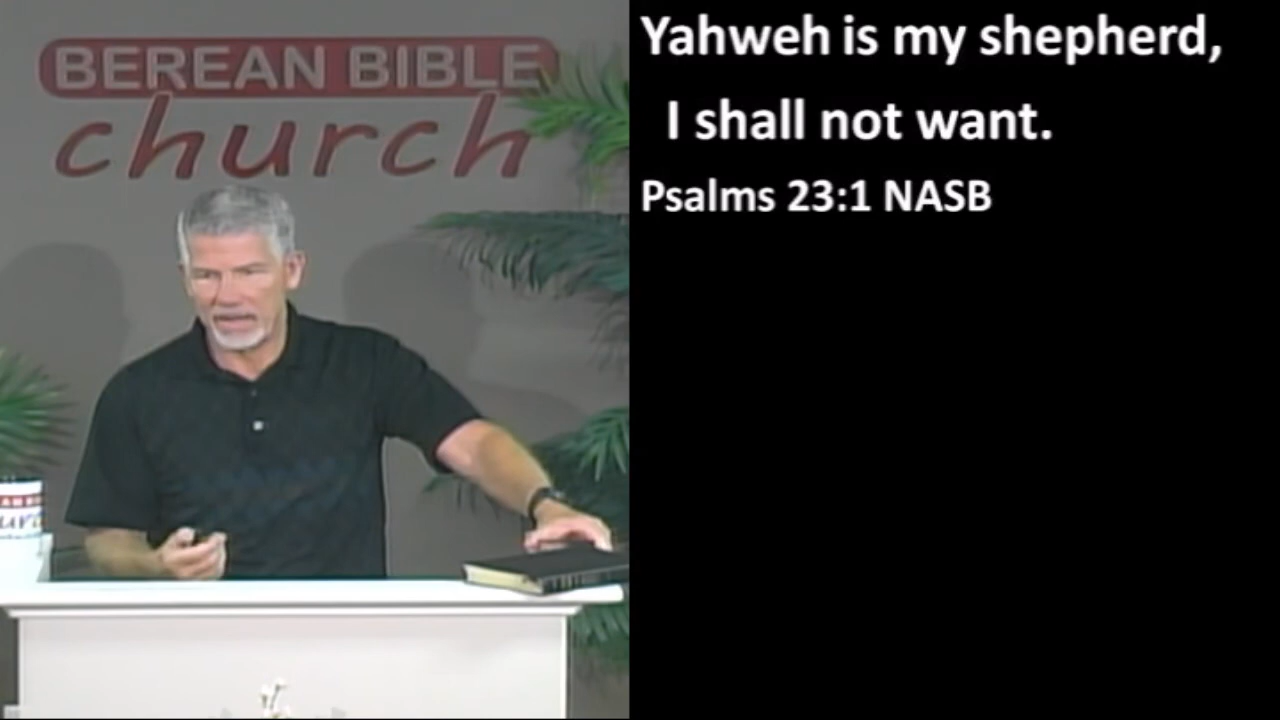 BEREAN BIBLE
church
Yahweh is my shepherd,
I shall not want.
Psalms 23:1 NASB